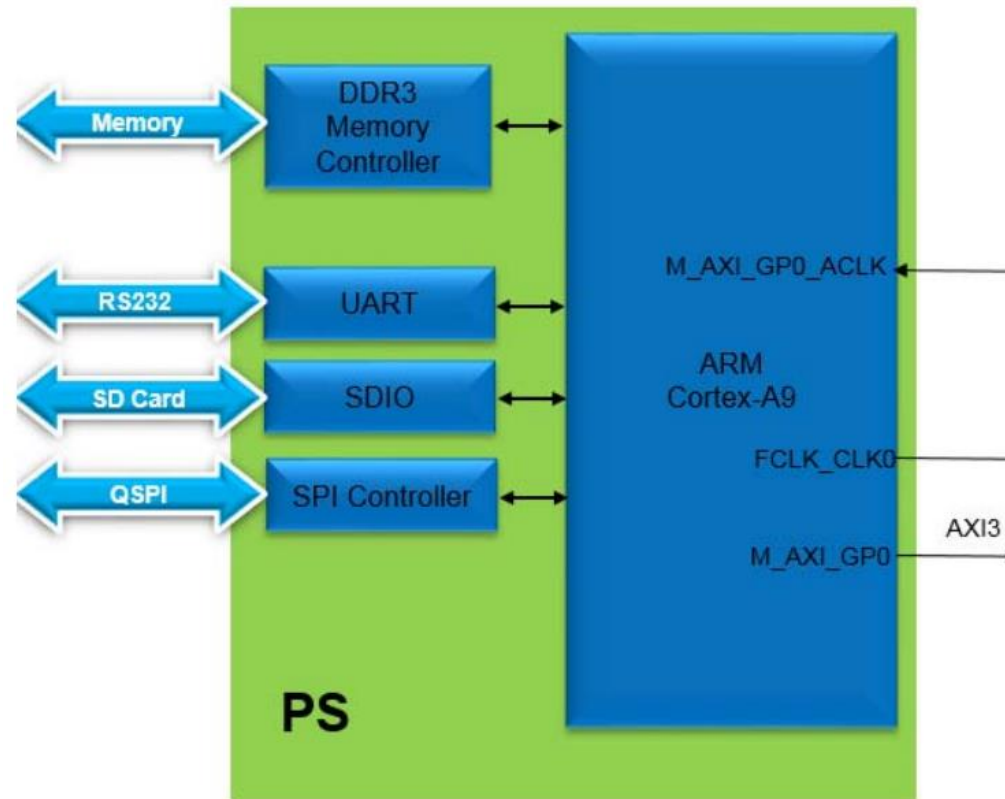 Memory
DDR3
Memory
Controller
RS232
UART
SD Card
SDIO
QSPI
SPI Controller
M_AXI_GP0_ACLK
ARM
Cortex-A9
FCLK_CLK0
AXI3
M_AXI_GP0
PS